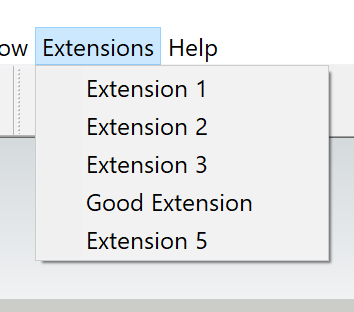 ow Extensions Help
Extension 1
Extension 2
Extension 3
Good Extension
Extension 5